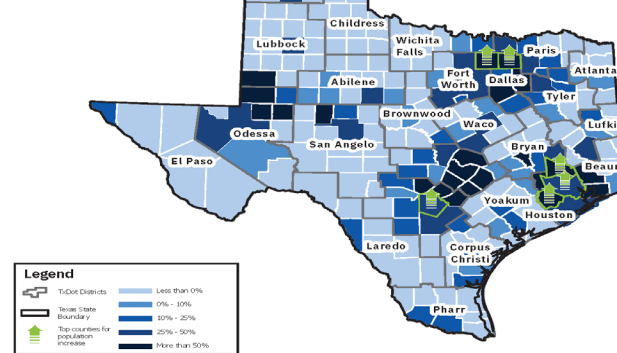 Childress
Wichita
Falls
Lubbock
Paris
Abilene
Fort
Worth
Dallas
Atlanta
Tyler
Brownwood
Waco
Odessa
San Angelo
Lufki
El Paso
Bryan
Beaur
Yoakum
Houston
Laredo
Corpus
Christi
Pharr
Legend
TxDot Districts
Texas State
Boundary
Top counties for
population
increase
Less than 0%
0% - 10%
10% - 25%
25% - 50%
More than 50%